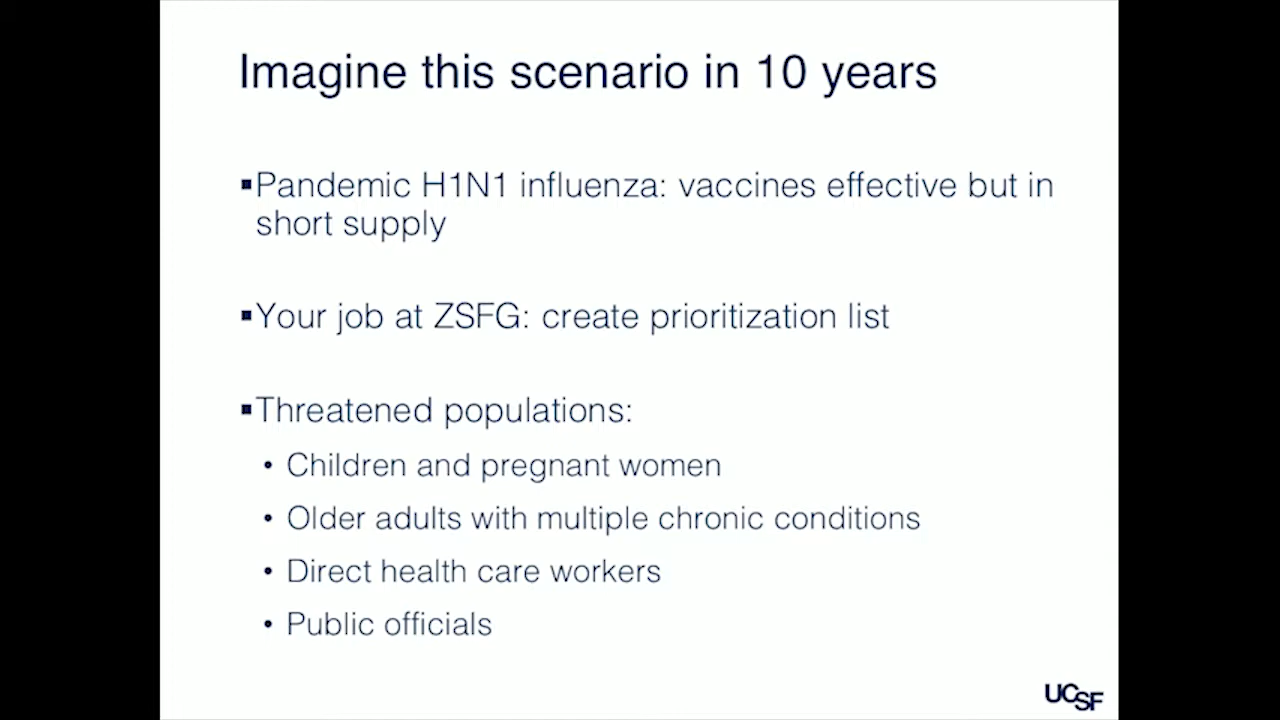 Imagine this scenario in 10 years
▪Pandemic H1N1 influenza: vaccines effective but in
short supply
▪Your job at ZSFG: create prioritization list
▪Threatened populations:
• Children and pregnant women
• Older adults with multiple chronic conditions
• Direct health care workers
• Public officials
UCSF